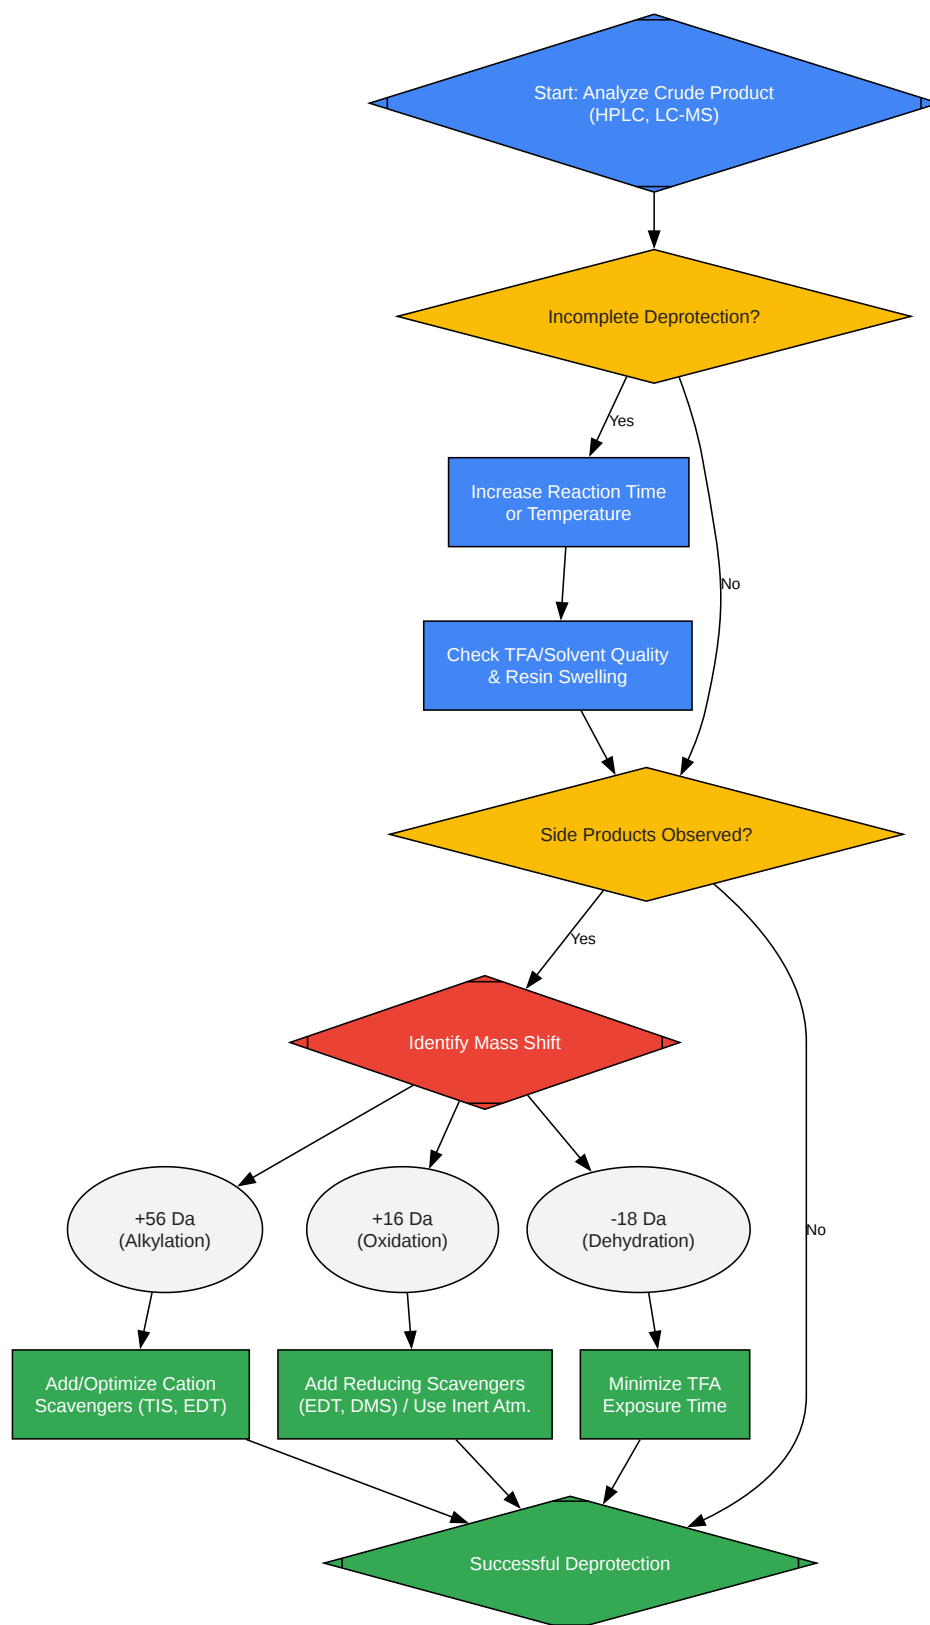 Start: Analyze Crude Product
(HPLC, LC-MS)
Incomplete Deprotection?
Yes
Increase Reaction Time
or Temperature
No
Check TFA/Solvent Quality
& Resin Swelling
Side Products Observed?
Yes
Identify Mass Shift
+56 Da
(Alkylation)
+16 Da
(Oxidation)
-18 Da
(Dehydration)
No
Add/Optimize Cation
Scavengers (TIS, EDT)
Add Reducing Scavengers
(EDT, DMS) / Use Inert Atm.
Minimize TFA
Exposure Time
Successful Deprotection